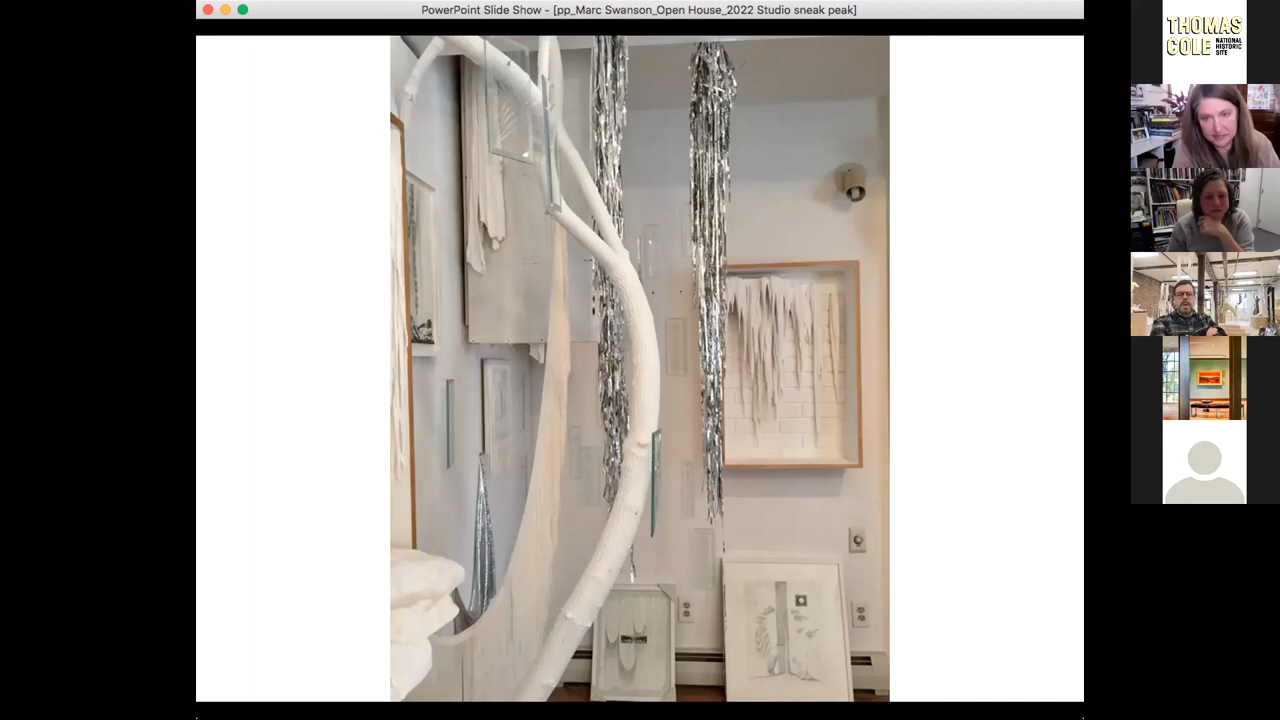 PowerPoint Slide Show - [pp_Marc Swanson_Open House_2022 Studio sneak peak]
THOMAS
COLE NATIONAL
HISTORIC
SITE